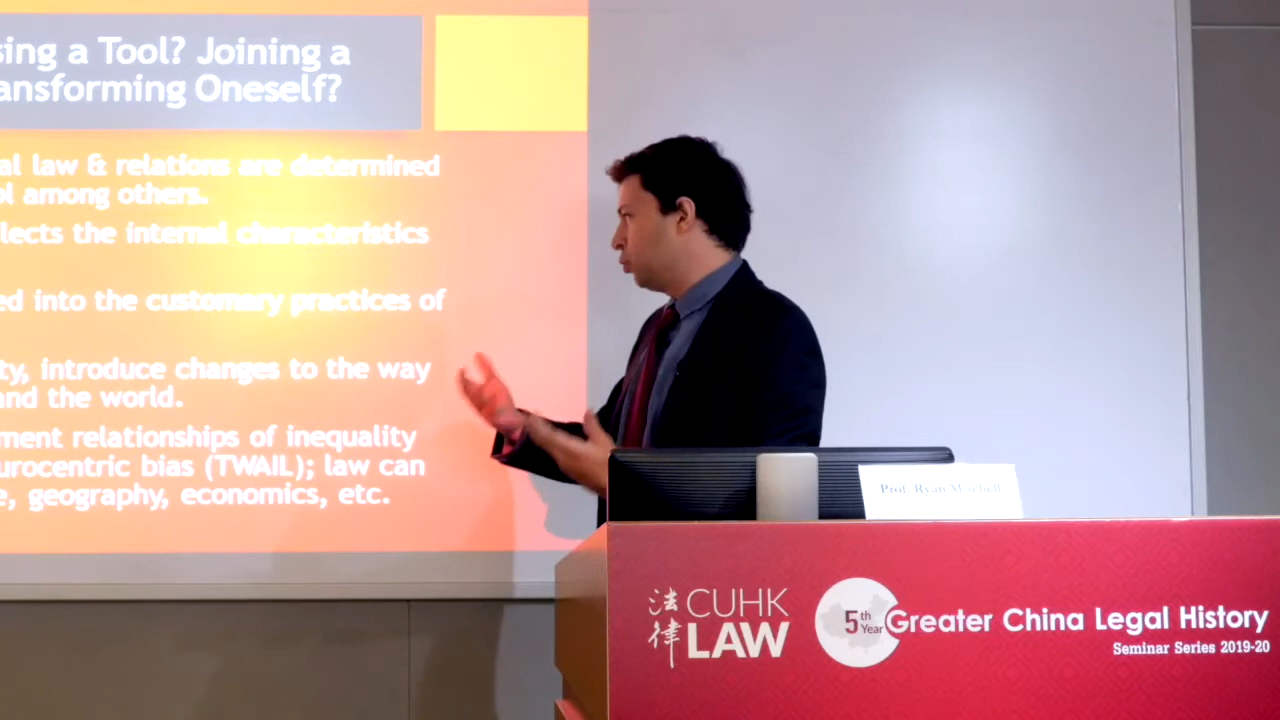 sing a Tool? Joining a
ansforming Oneself?
al law & relations are determined
ol among others.
lects the internal characteristics
ed into the customary practices of
ty, introduce changes to the way
and the world.
ment relationships of inequality
urocentric bias (TWAIL); law can
e, geography, economics, etc.
Prof. Ryan Mitchell
法律
CUHK
LAW
5th
Year
Greater China Legal History
Seminar Series 2019-20